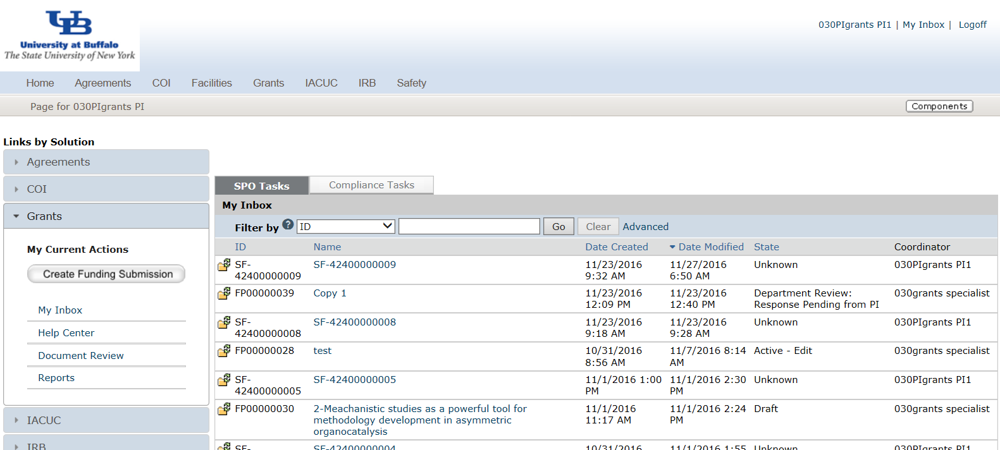 UB
University at Buffalo
The State University of New York
030PIgrants PI1 | My Inbox | Logoff
Home Agreements COI Facilities Grants IACUC IRB Safety
Page for 030PIgrants PI
Components
Links by Solution
Agreements
COI
Grants
My Current Actions
Create Funding Submission
My Inbox
Help Center
Document Review
Reports
IACUC
IRB
SPO Tasks Compliance Tasks
My Inbox
Filter by ? ID Go Clear Advanced
ID Name Date Created Date Modified State Coordinator
SF- SF-42400000009 11/23/2016 11/27/2016 Unknown 030PIgrants PI1
42400000009 9:32 AM 6:50 AM
FP00000039 Copy 1 11/23/2016 11/23/2016 Department Review: 030grants specialist
12:09 PM 12:40 PM Response Pending from PI
SF- SF-42400000008 11/23/2016 11/23/2016 Unknown 030PIgrants PI1
42400000008 9:18 AM 9:28 AM
FP00000028 test 10/31/2016 11/7/2016 8:14 Active - Edit 030grants specialist
8:56 AM AM
SF- SF-42400000005 11/1/2016 1:00 11/1/2016 2:30 Unknown 030PIgrants PI1
42400000005 PM PM
FP00000030 2-Meachanistic studies as a powerful tool for 11/1/2016 11/1/2016 2:24 Draft 030grants specialist
methodology development in asymmetric 11:17 AM PM
organocatalysis
SF- SF-42400000004 10/31/2016 11/1/2016 1:55 Unknown 030PIgrants PI1